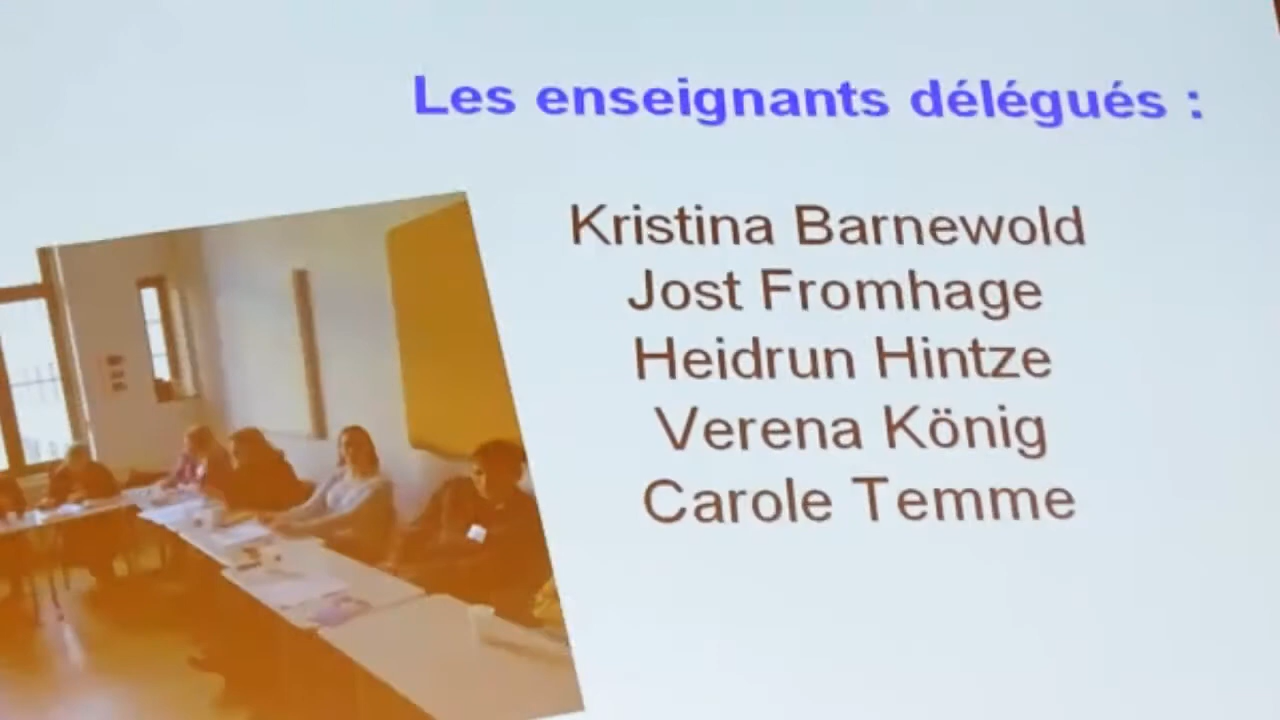 Les enseignants délégués :
Kristina Barnewold
Jost Fromhage
Heidrun Hintze
Verena König
Carole Temme